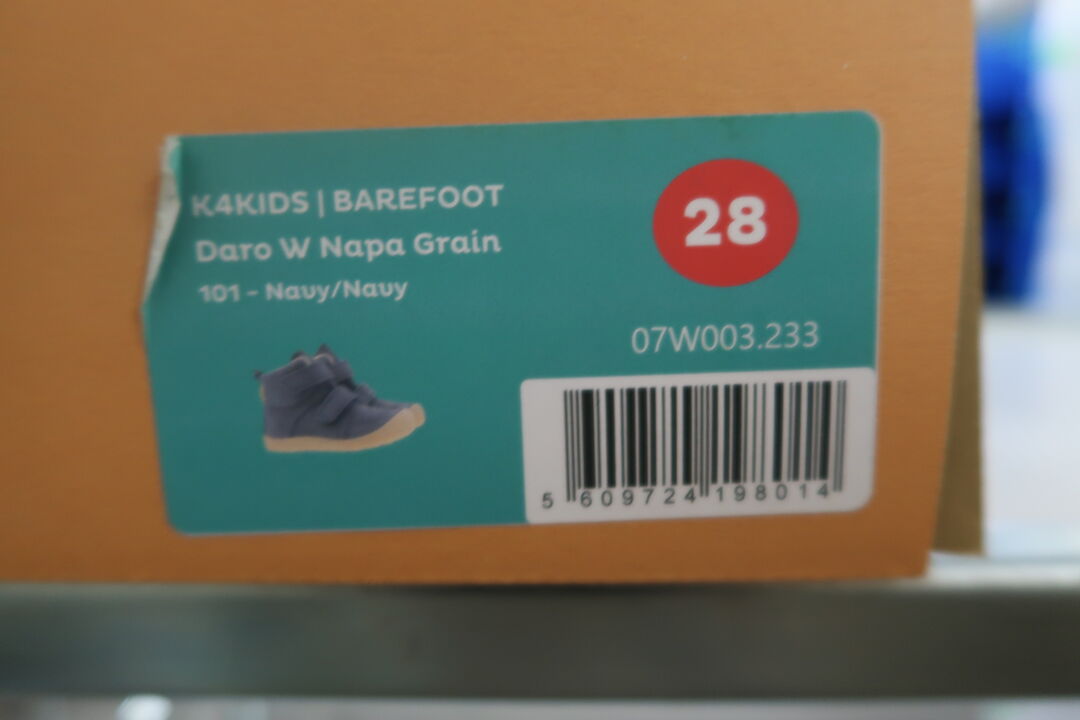 K4KIDS | BAREFOOT
Daro W Napa Grain
101 - Navy/Navy
28
07W003.233
5 609724 198014